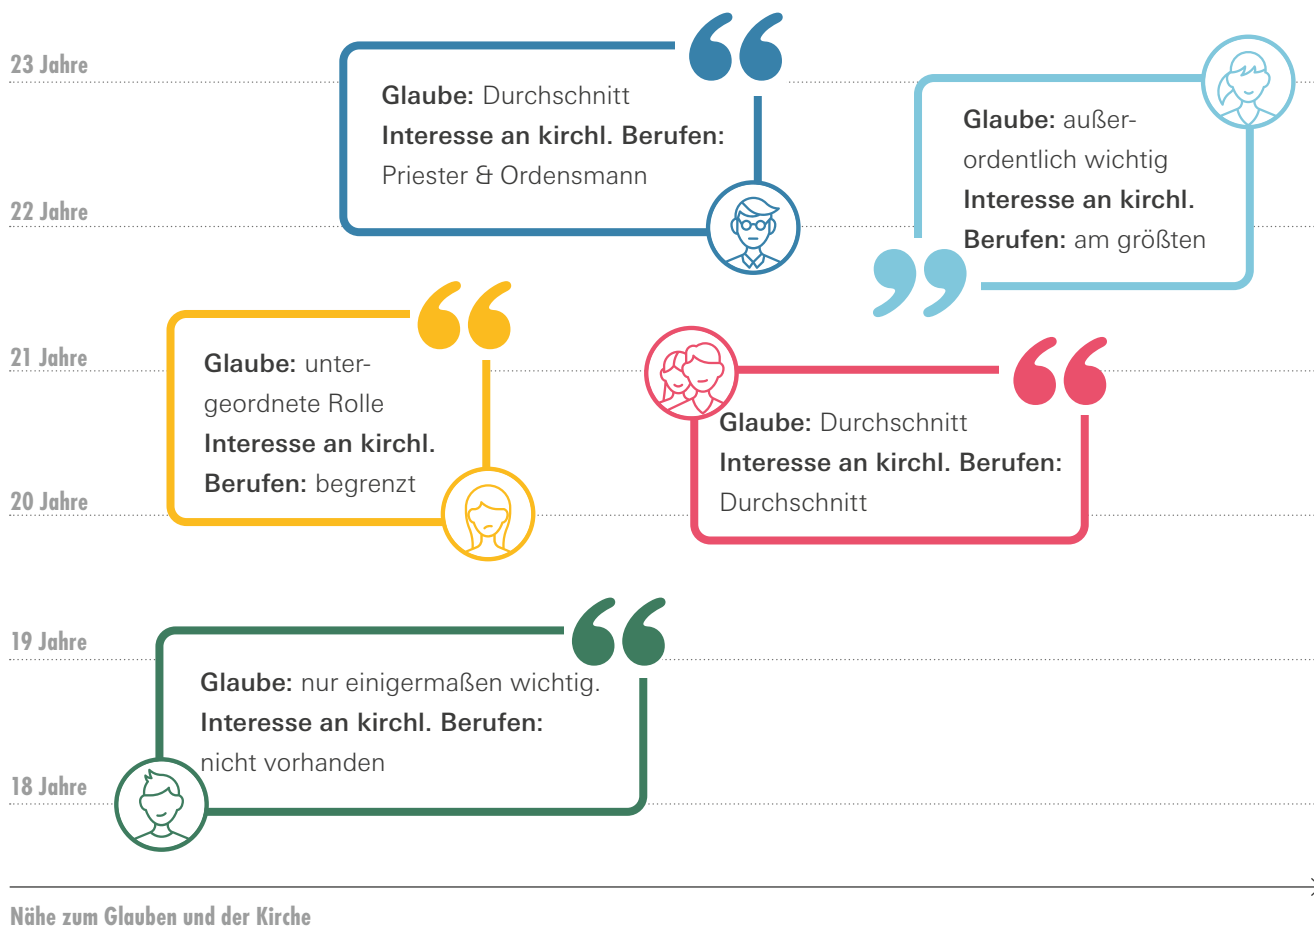 23 Jahre
Glaube: Durchschnitt
Interesse an kirchl. Berufen:
Priester & Ordensmann
Glaube: außer-
ordentlich wichtig
Interesse an kirchl.
Berufen: am größten
22 Jahre
21 Jahre
Glaube: unter-
geordnete Rolle
Interesse an kirchl.
Berufen: begrenzt
Glaube: Durchschnitt
Interesse an kirchl. Berufen:
Durchschnitt
20 Jahre
19 Jahre
Glaube: nur einigermaßen wichtig.
Interesse an kirchl. Berufen:
nicht vorhanden
18 Jahre
Nähe zum Glauben und der Kirche